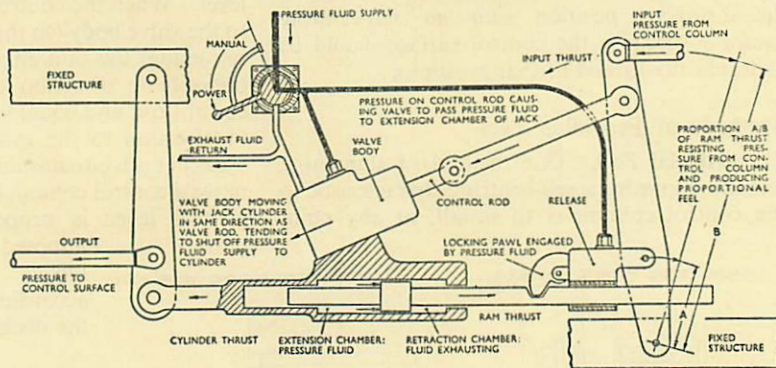 PRESSURE FLUID SUPPLY
MANUAL
POWER
FIXED
STRUCTURE
INPUT
PRESSURE FROM
CONTROL COLUMN
INPUT THRUST
PRESSURE ON CONTROL ROD CAUS-
ING VALVE TO PASS PRESSURE FLUID
TO EXTENSION CHAMBER OF JACK
EXHAUST FLUID
RETURN
VALVE
BODY
CONTROL ROD
PROPORTION A/B
OF RAM THRUST
RESISTING PRES-
SURE FROM CON-
TROL COLUMN
AND PRODUCING
PROPORTIONAL
FEEL
VALVE BODY MOVING
WITH JACK CYLINDER
IN SAME DIRECTION AS
VALVE ROD, TENDING
TO SHUT OFF PRESSURE
FLUID SUPPLY TO
CYLINDER
RELEASE
B
LOCKING PAWL ENGAGED
BY PRESSURE FLUID
OUTPUT
PRESSURE TO
CONTROL SURFACE
A
RAM THRUST
CYLINDER THRUST
EXTENSION CHAMBER:
PRESSURE FLUID
RETRACTION CHAMBER:
FLUID EXHAUSTING
FIXED
STRUCTURE